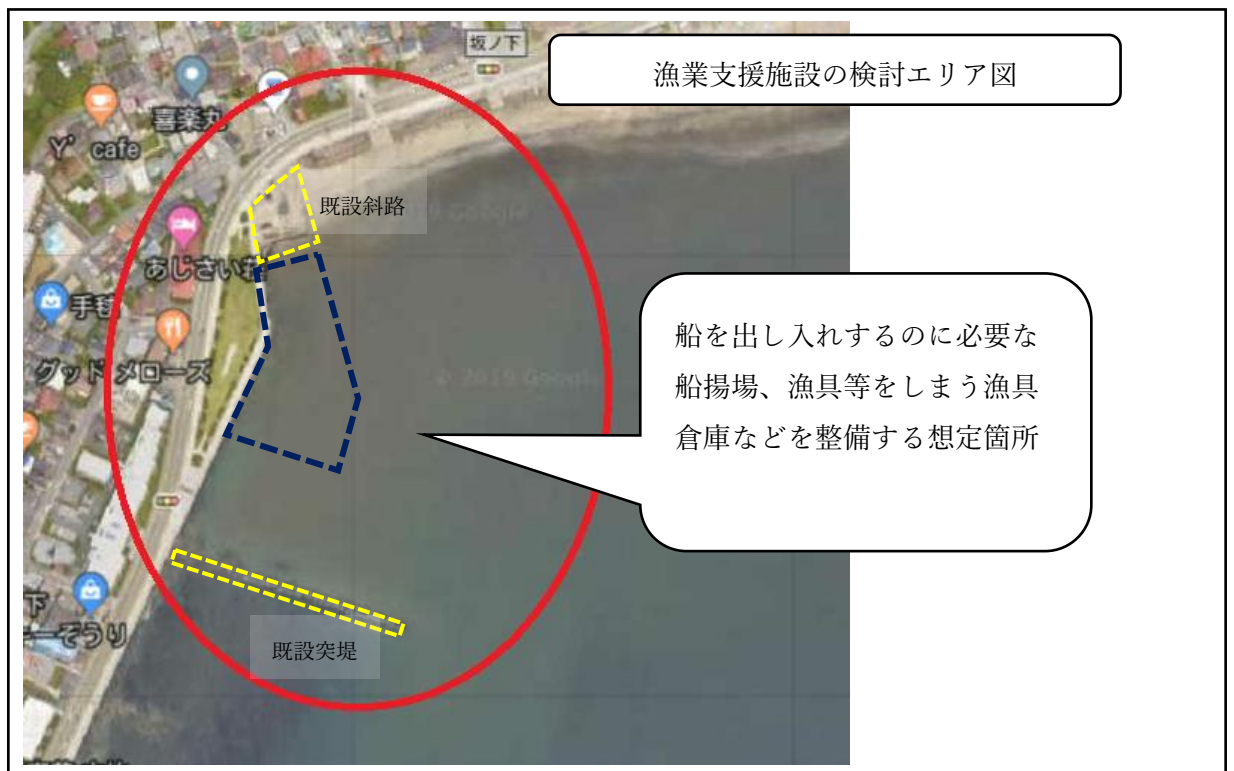 坂ノ下
漁業支援施設の検討エリア図
喜楽丸
Y' cafe
既設斜路
あじさい荘
手毬
グッド メローズ
© 2019 Google
船を出し入れするのに必要な
船揚場、漁具等をしまう漁具
倉庫などを整備する想定箇所
下
ーぞうり
既設突堤